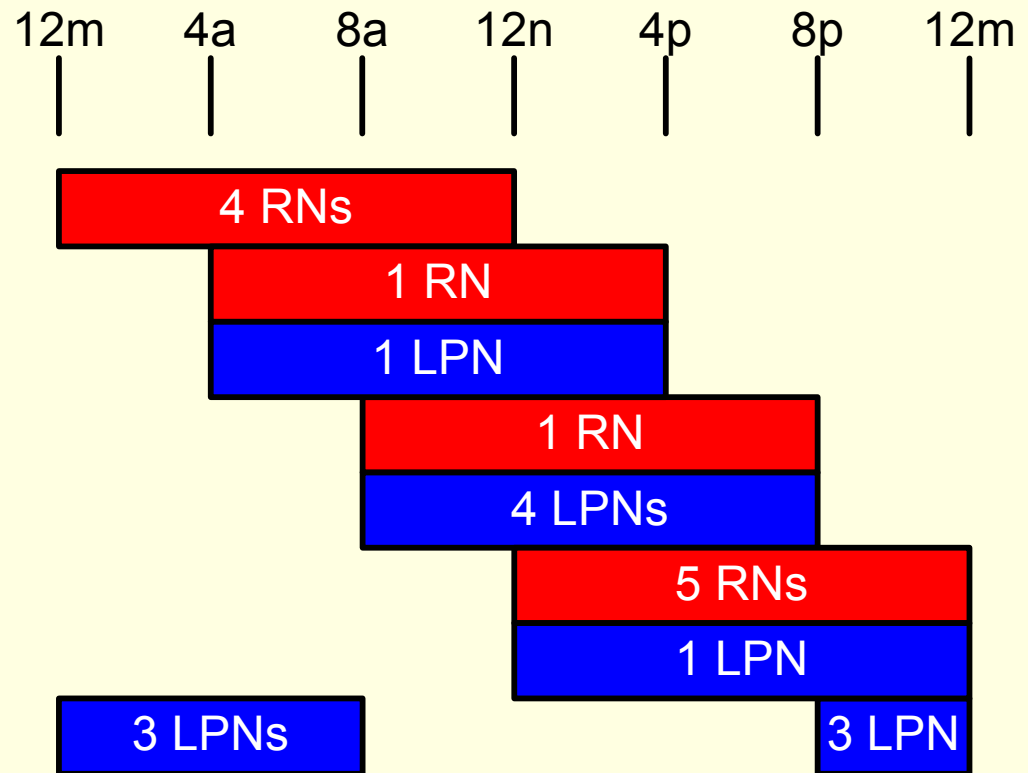 12m 4a 8a 12n 4p 8p 12m
4 RNs
1 RN
1 LPN
1 RN
4 LPNs
5 RNs
1 LPN
3 LPNs 3 LPN